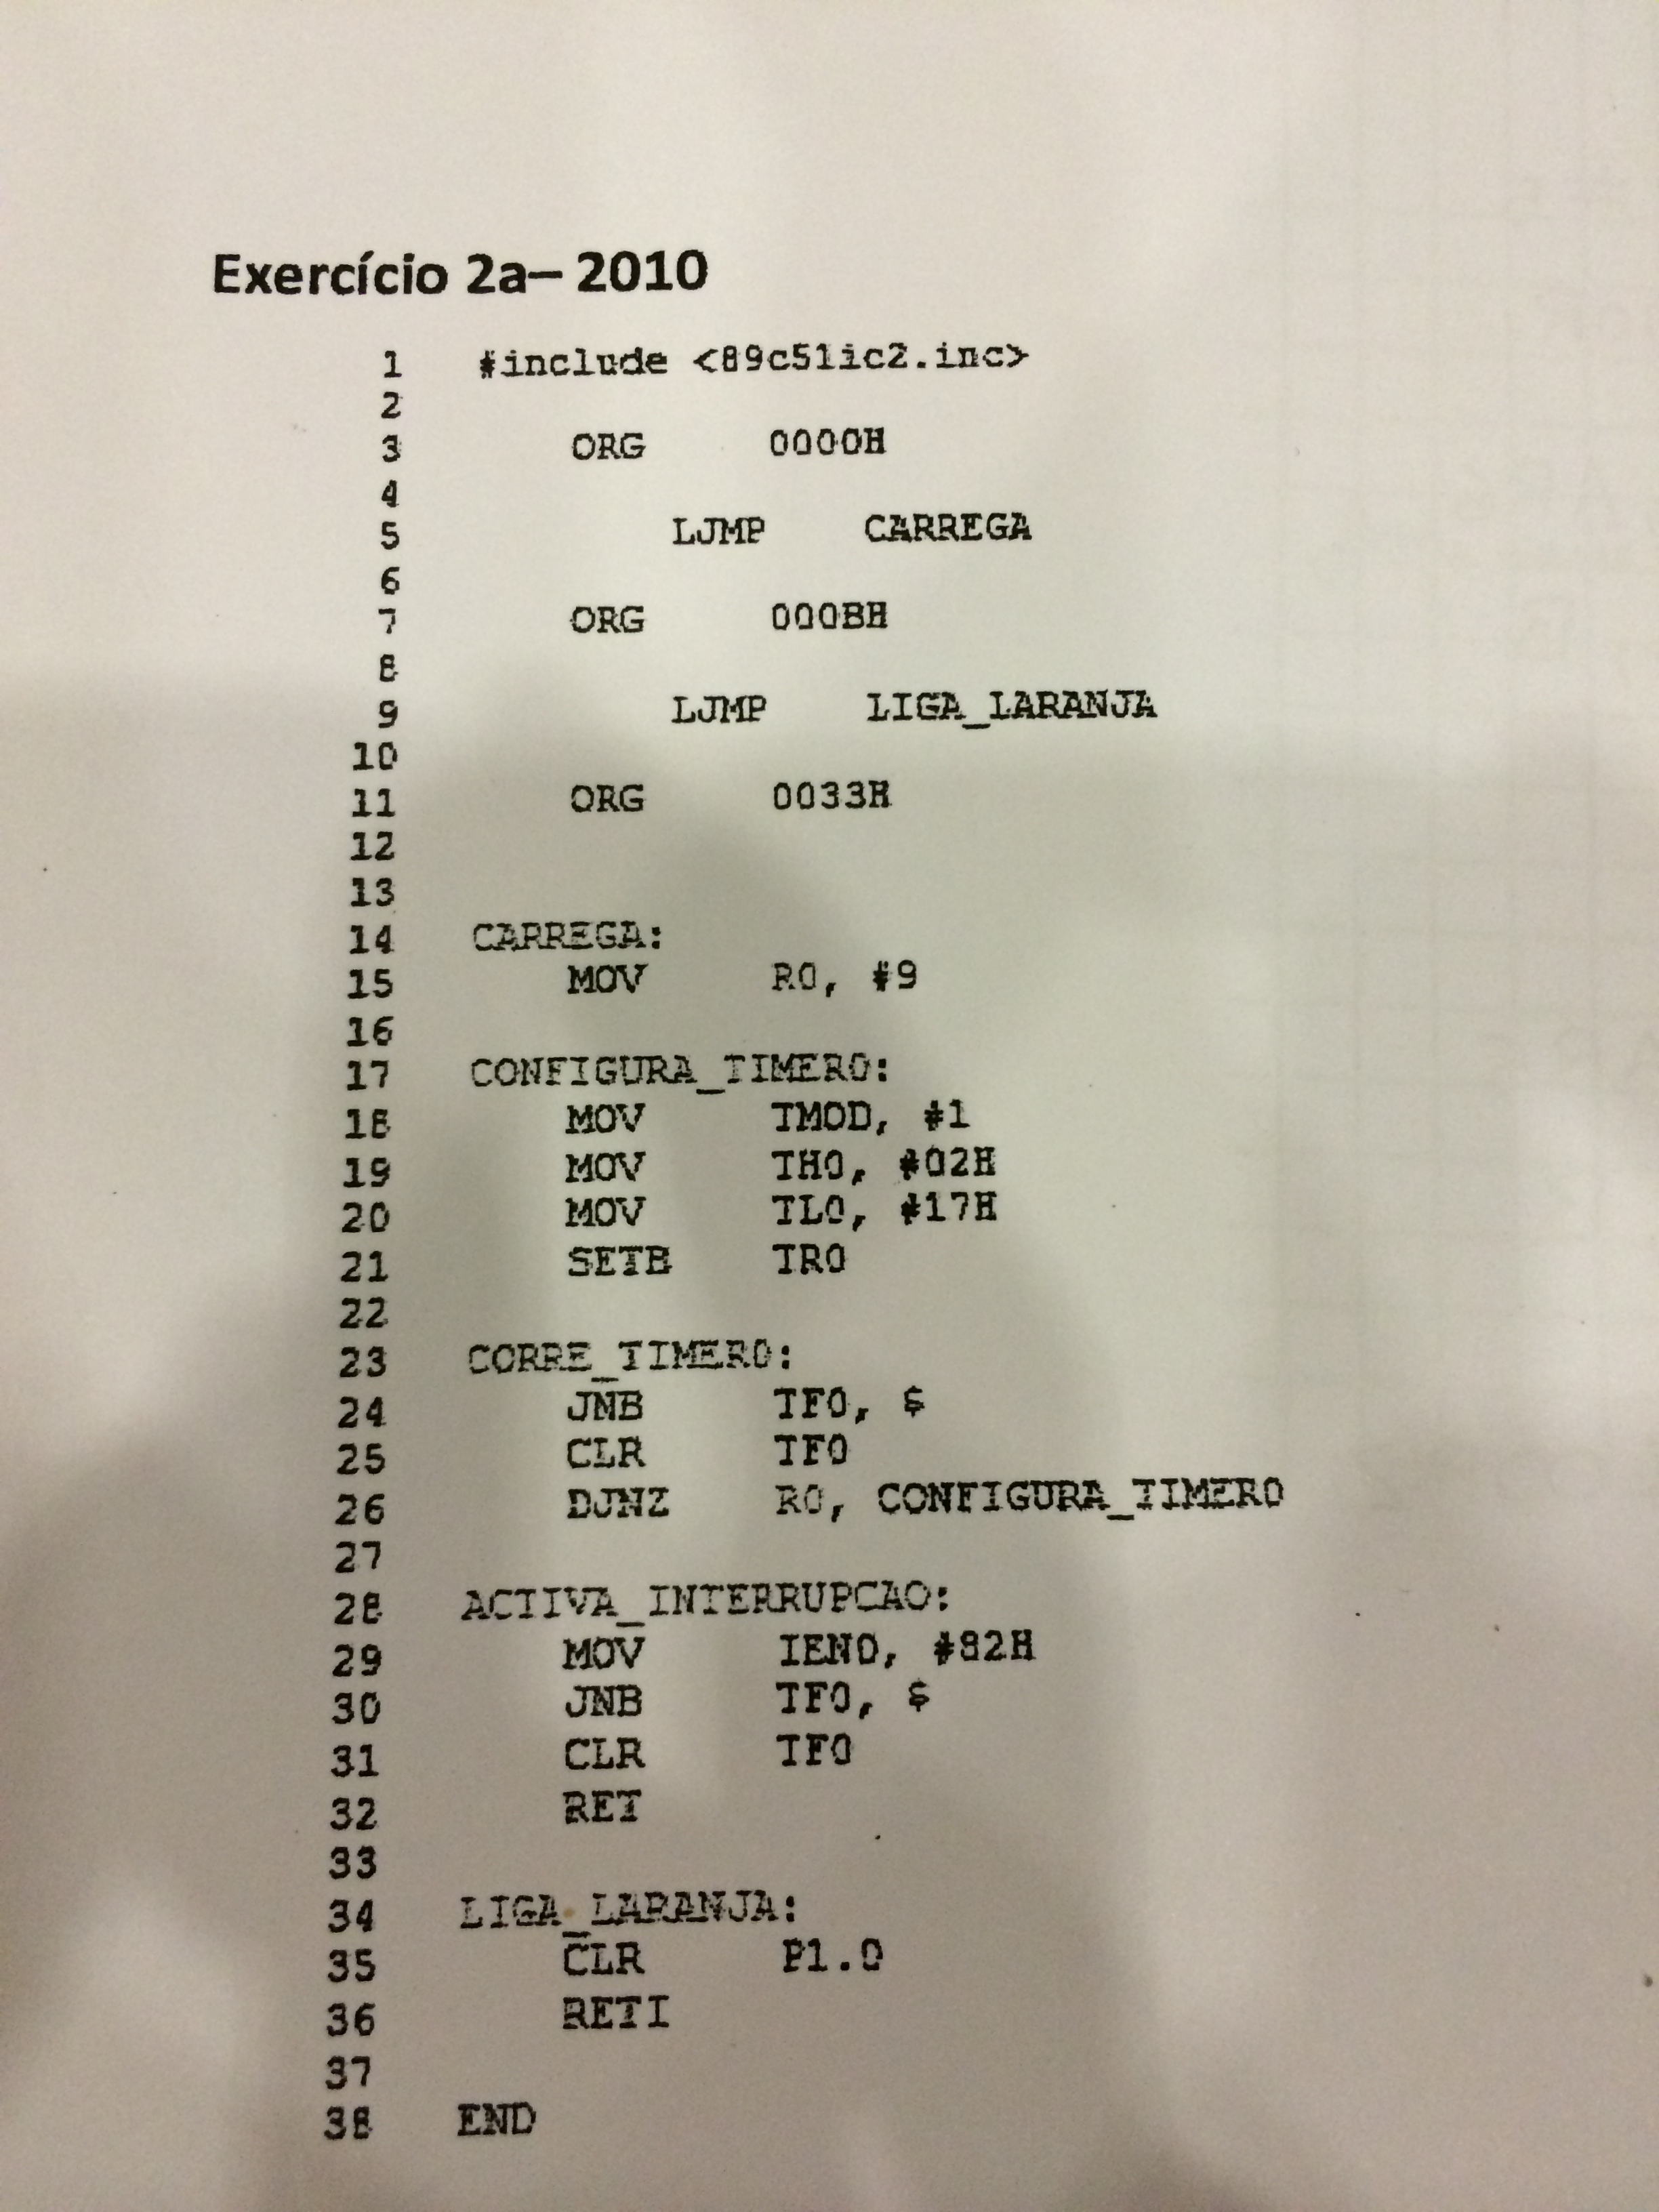 Exercício 2a– 2010
1 #include <89c51ic2.inc>
2
3 ORG 0000H
4
5 LJMP CARREGA
6
7 ORG 000BH
8
9 LJMP LIGA_LARANJA
10
11 ORG 0033H
12
13
14 CARREGA:
15 MOV R0, #9
16
17 CONFIGURA_TIMER0:
18 MOV TMOD, #1
19 MOV TH0, #02H
20 MOV TL0, #17H
21 SETB TR0
22
23 CORRE_TIMER0:
24 JNB TF0, $
25 CLR TF0
26 DJNZ R0, CONFIGURA_TIMER0
27
28 ACTIVA_INTERRUPCAO:
29 MOV IEN0, #82H
30 JNB TF0, $
31 CLR TF0
32 RET
33
34 LIGA_LARANJA:
35 CLR P1.0
36 RETI
37
38 END